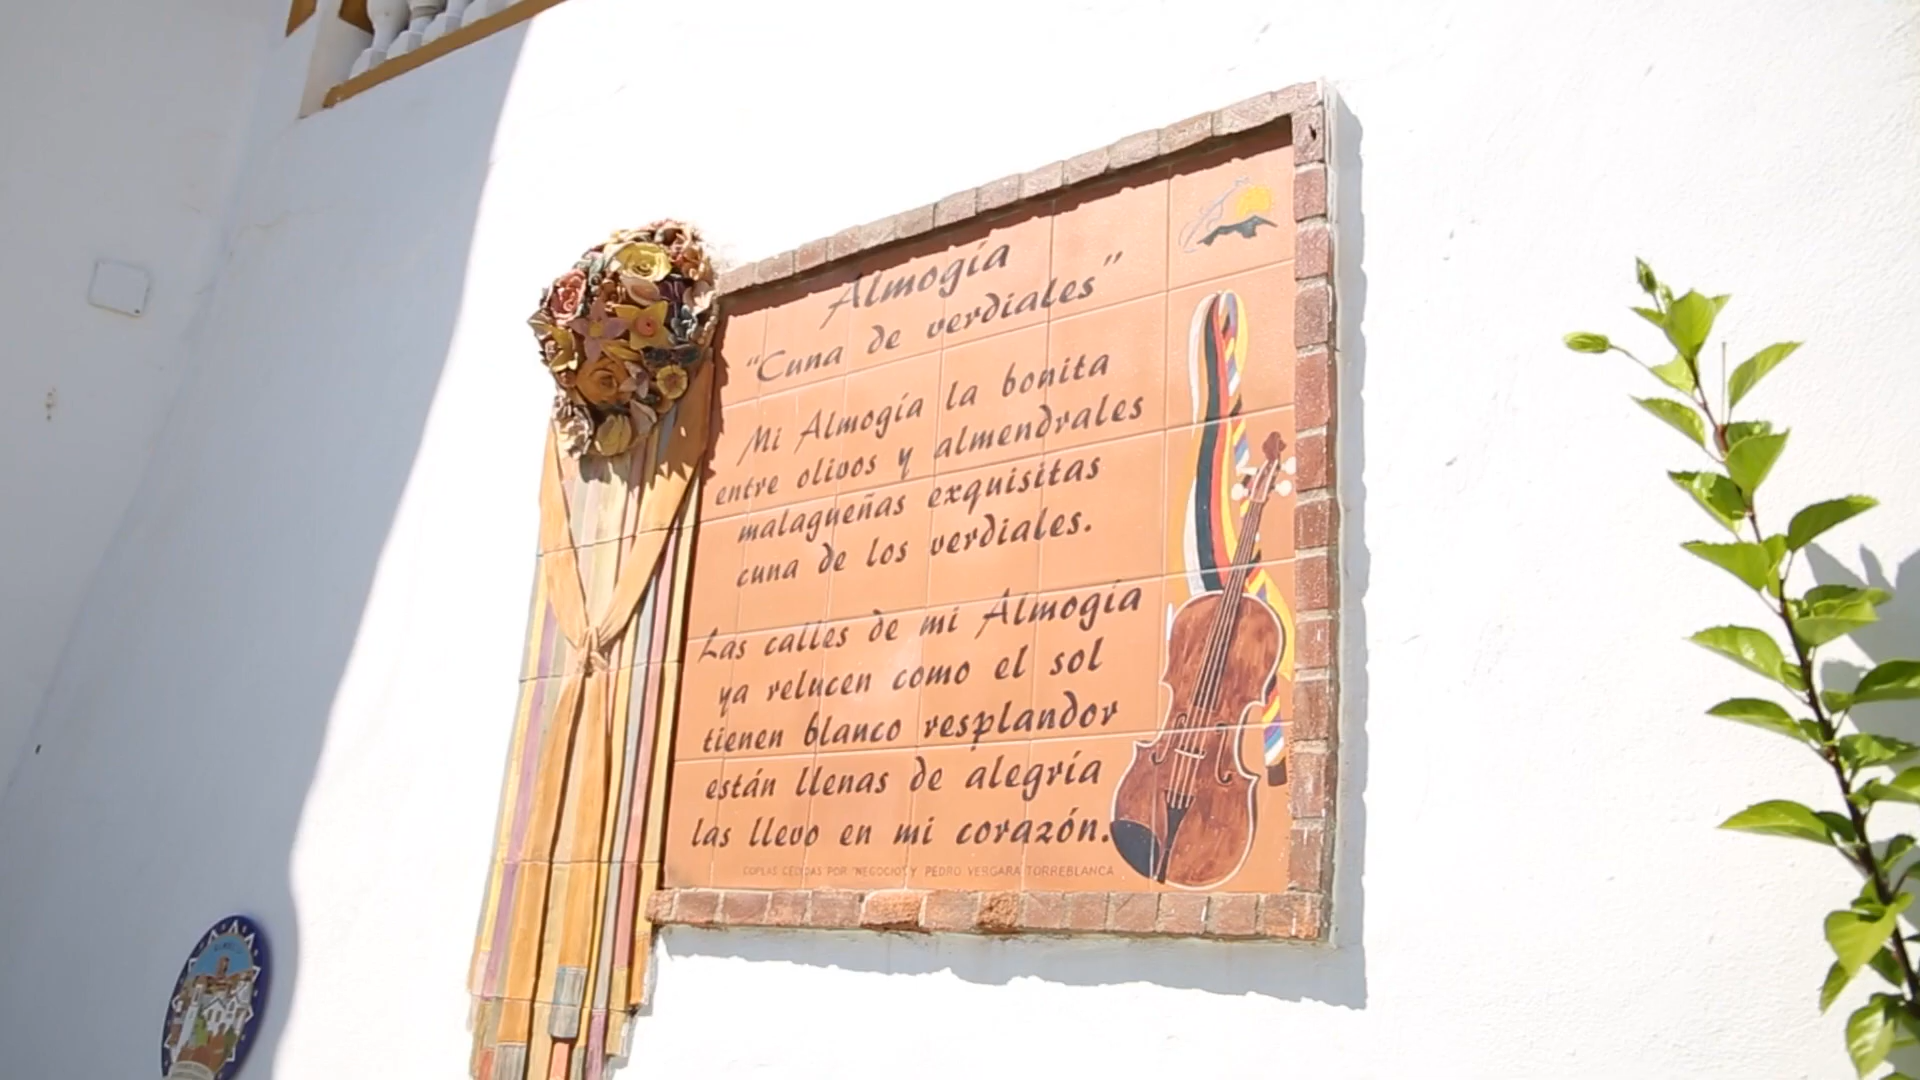 Almogía
"Cuna de verdiales"
Mi Almogía la bonita
entre olivos y almendrales
malagueñas exquisitas
cuna de los verdiales.
Las calles de mi Almogía
ya relucen como el sol
tienen blanco resplandor
están llenas de alegría
las llevo en mi corazón.
COPLAS CEDIDAS POR "NEGOCIO" Y PEDRO VERGARA TORREBLANCA